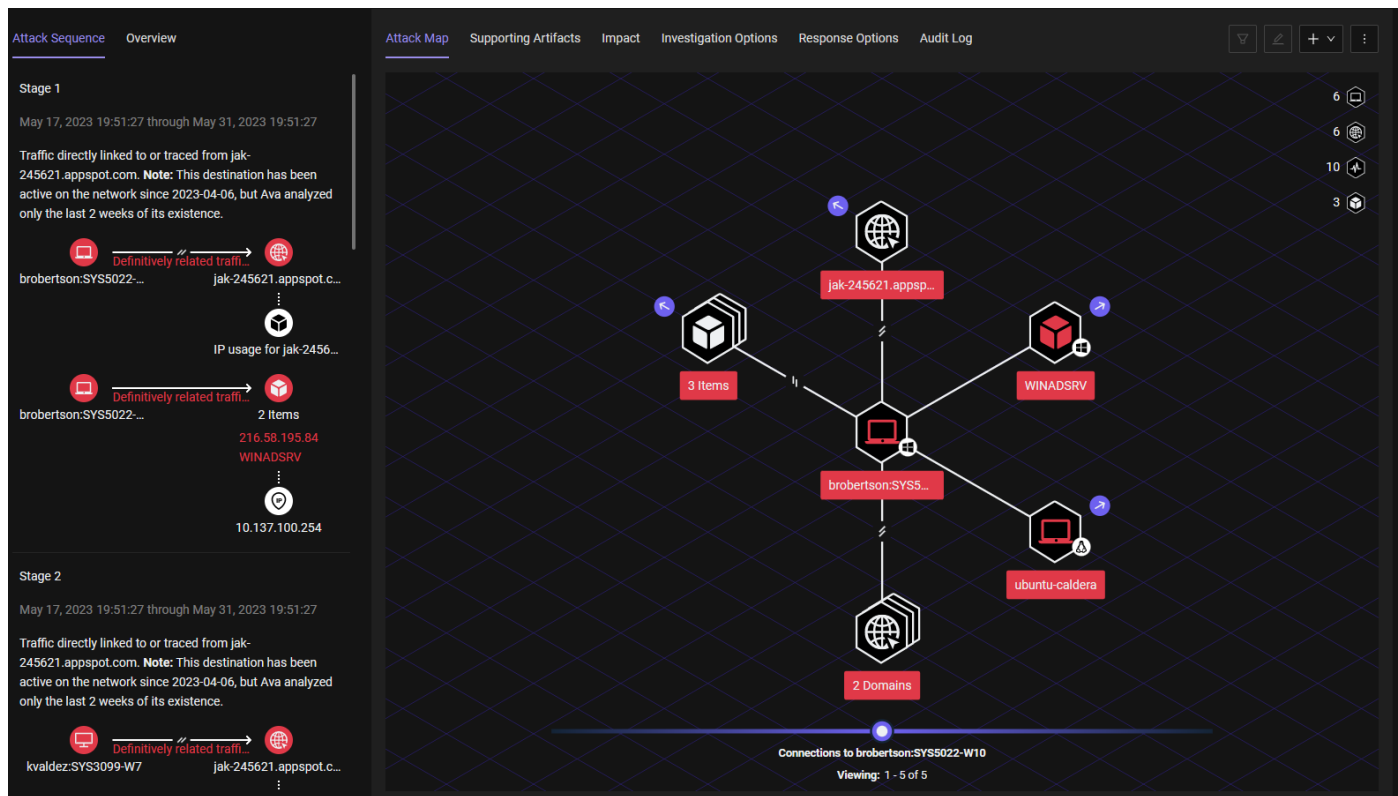 Attack Sequence Overview
Stage 1
May 17, 2023 19:51:27 through May 31, 2023 19:51:27
Traffic directly linked to or traced from jak-
245621.appspot.com. Note: This destination has been
active on the network since 2023-04-06, but Ava analyzed
only the last 2 weeks of its existence.
Definitively related traffi...
brobertson:SYS5022-... jak-245621.appspot.c...
IP usage for jak-2456...
Definitively related traffi...
brobertson:SYS5022-... 2 Items
216.58.195.84
WINADSRV
IP
10.137.100.254
Stage 2
May 17, 2023 19:51:27 through May 31, 2023 19:51:27
Traffic directly linked to or traced from jak-
245621.appspot.com. Note: This destination has been
active on the network since 2023-04-06, but Ava analyzed
only the last 2 weeks of its existence.
Definitively related traffi...
kvaldez:SYS3099-W7 jak-245621.appspot.c...
Attack Map Supporting Artifacts Impact Investigation Options Response Options Audit Log
6
6
10
3
jak-245621.appsp...
3 Items
WINADSRV
brobertson:SYS5...
ubuntu-caldera
2 Domains
Connections to brobertson:SYS5022-W10
Viewing: 1 - 5 of 5